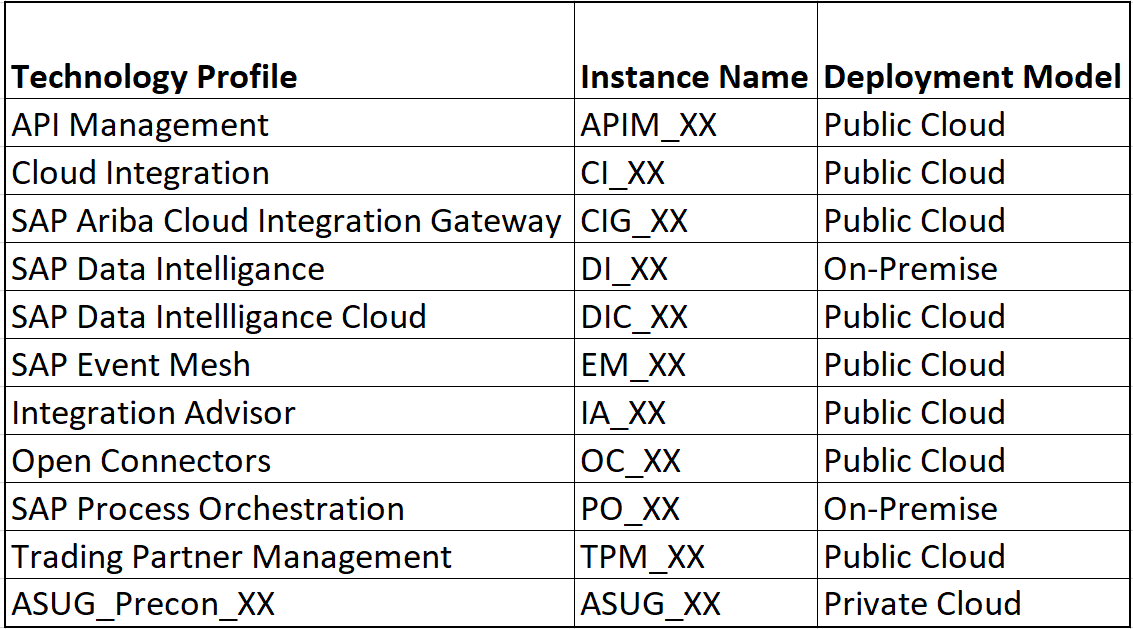 Technology Profile Instance Name Deployment Model
API Management APIM_XX Public Cloud
Cloud Integration CI_XX Public Cloud
SAP Ariba Cloud Integration Gateway CIG_XX Public Cloud
SAP Data Intelligance DI_XX On-Premise
SAP Data Intellligance Cloud DIC_XX Public Cloud
SAP Event Mesh EM_XX Public Cloud
Integration Advisor IA_XX Public Cloud
Open Connectors OC_XX Public Cloud
SAP Process Orchestration PO_XX On-Premise
Trading Partner Management TPM_XX Public Cloud
ASUG_Precon_XX ASUG_XX Private Cloud